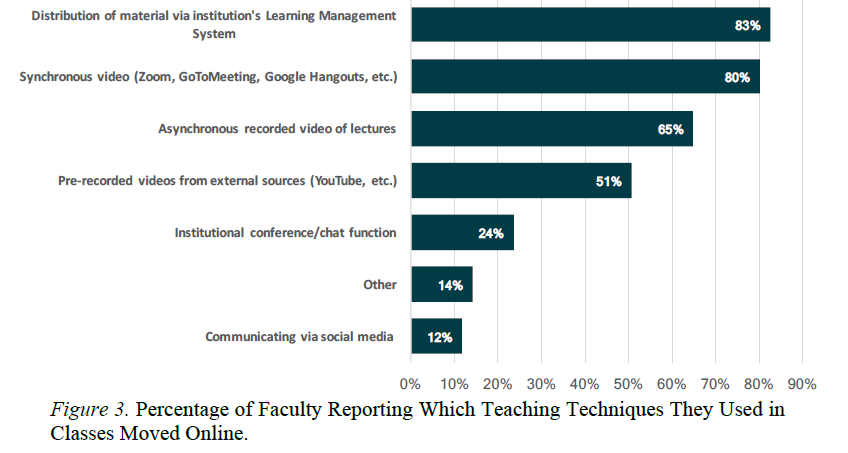 Distribution of material via institution's Learning Management
System
83%
Synchronous video (Zoom, GoToMeeting, Google Hangouts, etc.)
80%
Asynchronous recorded video of lectures
65%
Pre-recorded videos from external sources (YouTube, etc.)
51%
Institutional conference/chat function
24%
Other
14%
Communicating via social media
12%
0% 10% 20% 30% 40% 50% 60% 70% 80% 90%
Figure 3. Percentage of Faculty Reporting Which Teaching Techniques They Used in
Classes Moved Online.